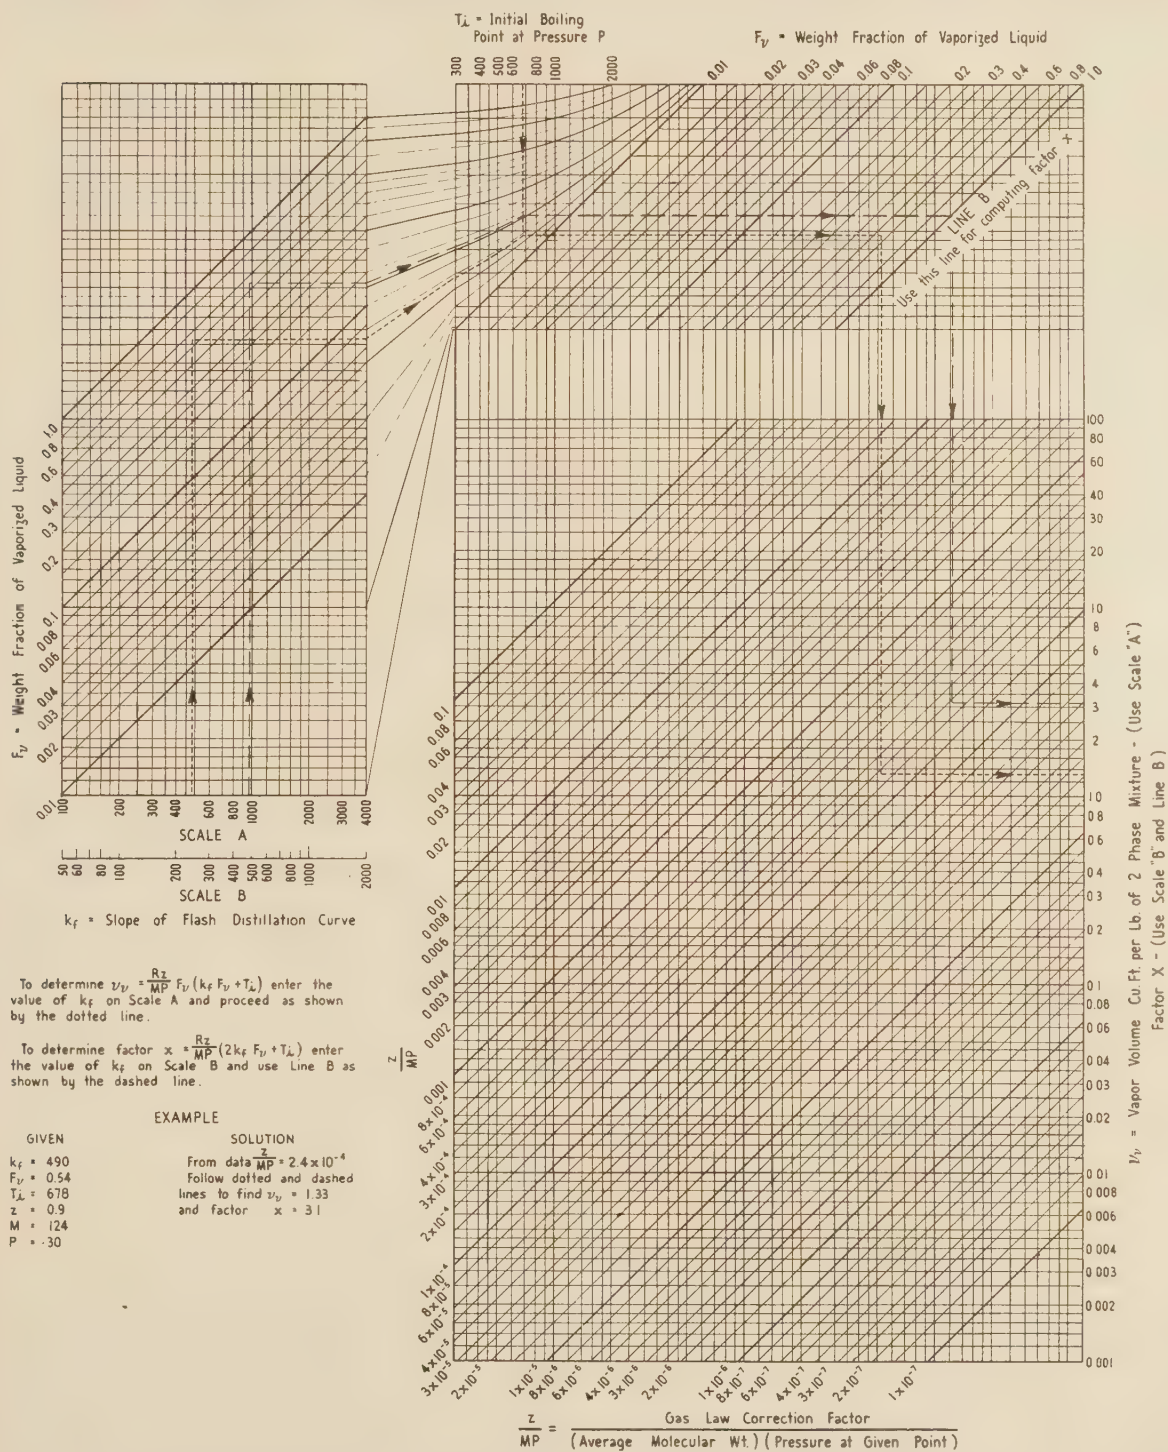 Ti = Initial Boiling
Point at Pressure P
Fv = Weight Fraction of Vaporized Liquid
300 400 500 600 800 1000 2000
0.01 0.02 0.03 0.04 0.06 0.08 0.1 0.2 0.3 0.4 0.6 0.8 1.0
LINE B
Use this line for computing factor x
Fv = Weight Fraction of Vaporized Liquid
1.0
0.8
0.6
0.4
0.3
0.2
0.1
0.08
0.06
0.04
0.03
0.02
0.01
100 200 300 400 600 800 1000 2000 3000 4000
SCALE A
50 60 80 100 200 300 400 500 600 1000 2000
SCALE B
kf = Slope of Flash Distillation Curve
100
80
60
40
30
20
10
8
6
4
3
2
1 0
0 8
0 6
0 4
0 3
0 2
0 1
0 08
0 06
0 04
0 03
0 02
0 01
0 008
0 006
0 004
0 003
0 002
0 001
vv = Vapor Volume Cu. Ft. per Lb. of 2 Phase Mixture - (Use Scale "A")
Factor X - (Use Scale "B" and Line B)
0.1
0.08
0.06
0.04
0.03
0.02
0.01
0.008
0.006
0.004
0.003
0.002
0.001
8x10-4
6x10-4
4x10-4
3x10-4
2x10-4
1x10-4
8x10-5
6x10-5
4x10-5
3x10-5 2x10-5 1x10-5 8x10-6 6x10-6 4x10-6 3x10-6 2x10-6 1x10-6 8x10-7 6x10-7 4x10-7 3x10-7 2x10-7 1x10-7
z
MP
To determine vv = Rz/MP Fv (kf Fv + Ti) enter the
value of kf on Scale A and proceed as shown
by the dotted line.
To determine factor x = Rz/MP (2kf Fv + Ti) enter
the value of kf on Scale B and use Line B as
shown by the dashed line.
EXAMPLE
GIVEN
kf = 490
Fv = 0.54
Ti = 678
z = 0.9
M = 124
P = 30
SOLUTION
From data z/MP = 2.4x10-4
Follow dotted and dashed
lines to find vv = 1.33
and factor x = 3 1
z/MP = Gas Law Correction Factor
(Average Molecular Wt.) (Pressure at Given Point)